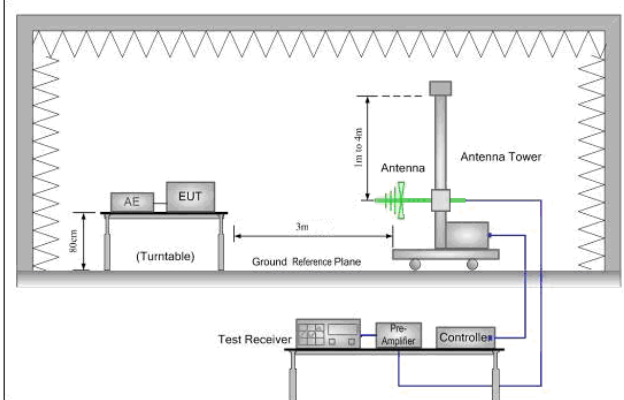 1m to 4m
Antenna
Antenna Tower
AE
EUT
80cm
(Turntable)
3m
Ground Reference Plane
Test Receiver
Pre-
Amplifier
Controller